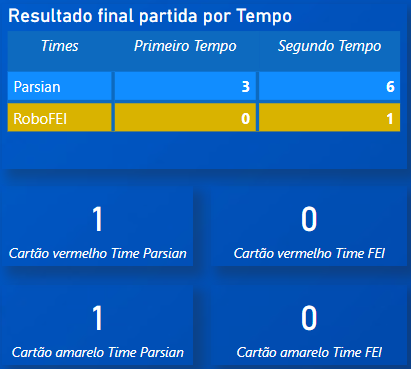 Resultado final partida por Tempo
Times Primeiro Tempo Segundo Tempo
Parsian 3 6
RoboFEI 0 1
1 0
Cartão vermelho Time Parsian Cartão vermelho Time FEI
1 0
Cartão amarelo Time Parsian Cartão amarelo Time FEI